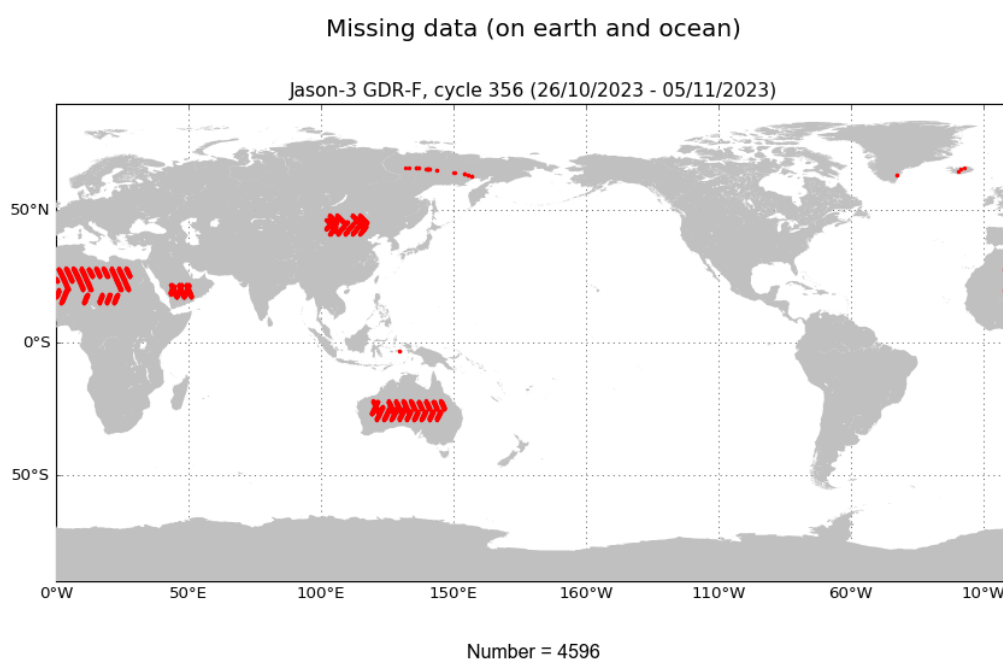 Missing data (on earth and ocean)
Jason-3 GDR-F, cycle 356 (26/10/2023 - 05/11/2023)
50°N
0°S
50°S
0°W 50°E 100°E 150°E 160°W 110°W 60°W 10°W
Number = 4596